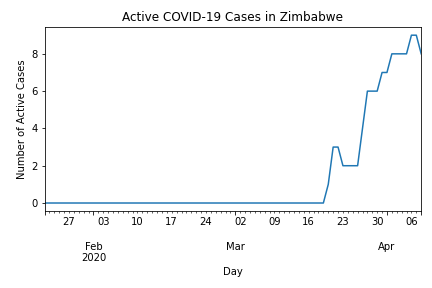 Active COVID-19 Cases in Zimbabwe
Number of Active Cases
8
6
4
2
0
27 03 10 17 24 02 09 16 23 30 06
Feb Mar Apr
2020
Day